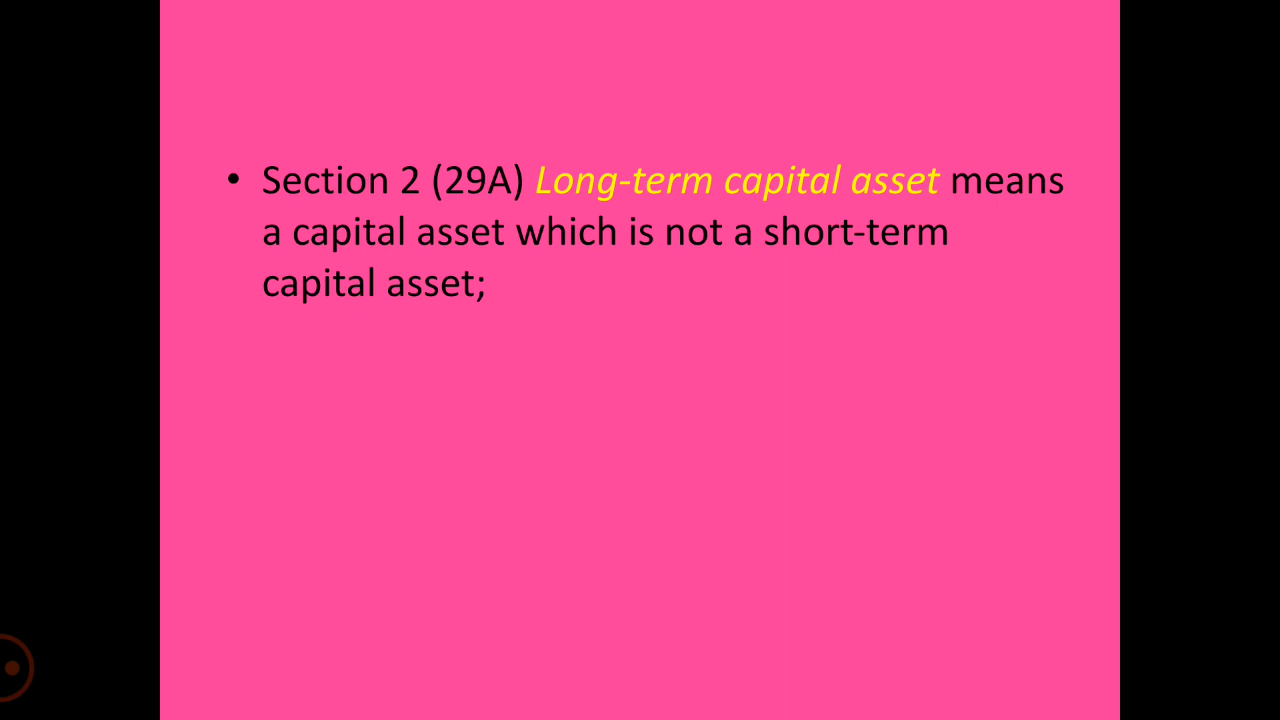 • Section 2 (29A) Long-term capital asset means
a capital asset which is not a short-term
capital asset;